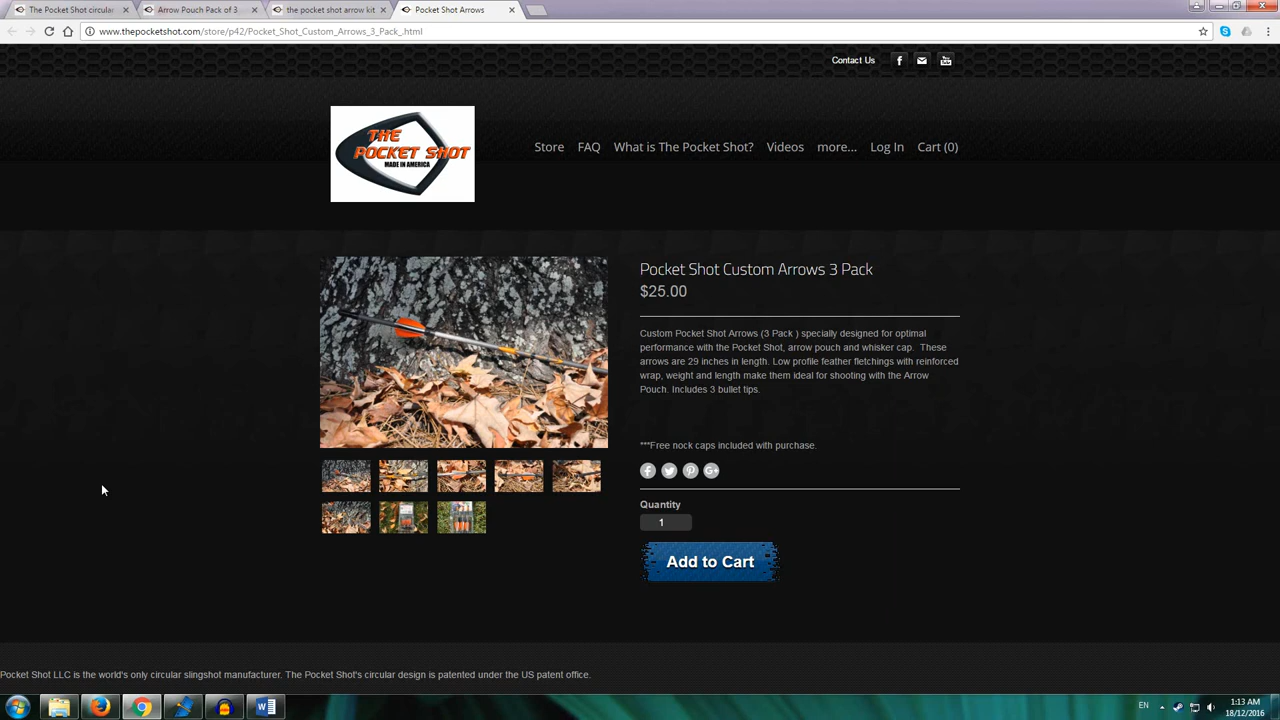 The Pocket Shot circular
Arrow Pouch Pack of 3
the pocket shot arrow kit
Pocket Shot Arrows
www.thepocketshot.com/store/p42/Pocket_Shot_Custom_Arrows_3_Pack_.html
Contact Us
THE
POCKET SHOT
MADE IN AMERICA
Store FAQ What is The Pocket Shot? Videos more... Log In Cart (0)
Pocket Shot Custom Arrows 3 Pack
$25.00
Custom Pocket Shot Arrows (3 Pack ) specially designed for optimal
performance with the Pocket Shot, arrow pouch and whisker cap. These
arrows are 29 inches in length. Low profile feather fletchings with reinforced
wrap, weight and length make them ideal for shooting with the Arrow
Pouch. Includes 3 bullet tips.
***Free nock caps included with purchase.
Quantity
1
Add to Cart
Pocket Shot LLC is the world's only circular slingshot manufacturer. The Pocket Shot's circular design is patented under the US patent office.
EN
1:13 AM
18/12/2016